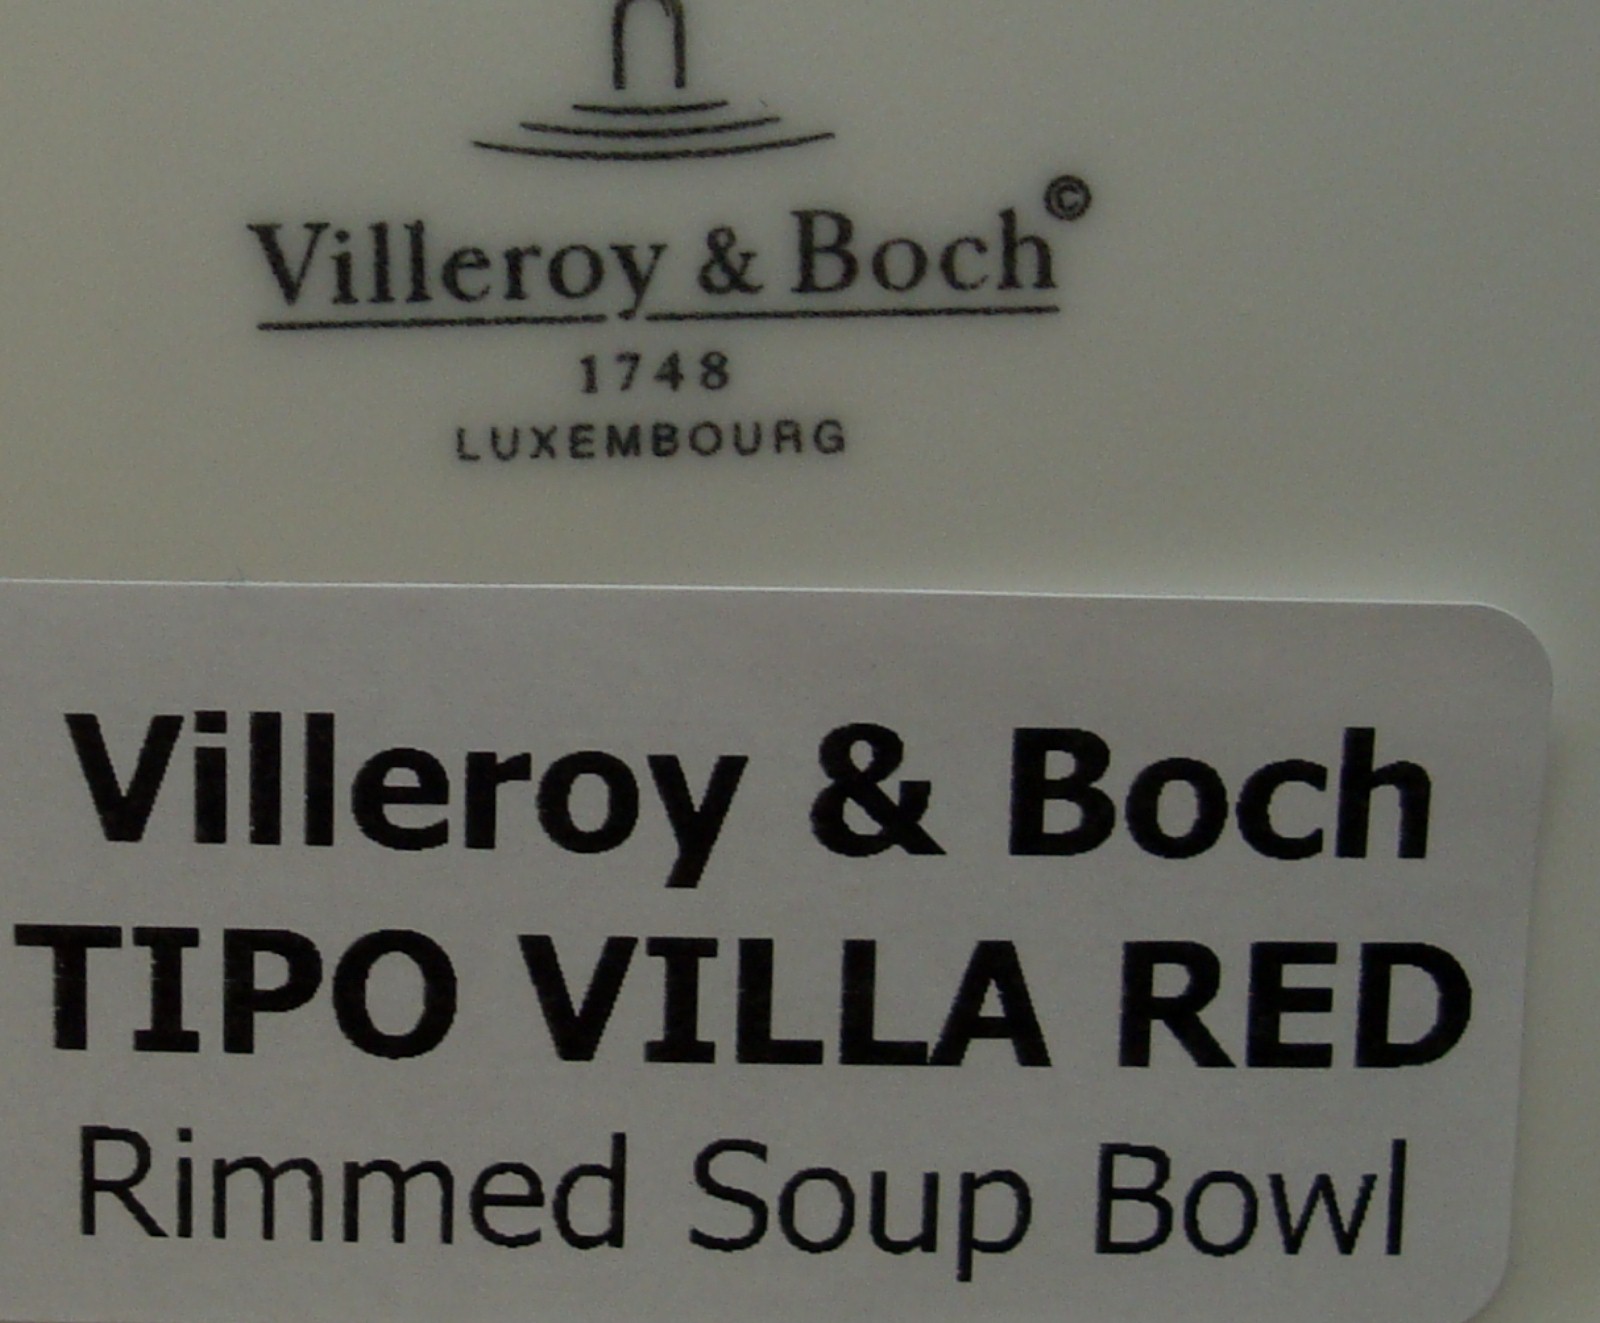 Villeroy & Boch©
1748
LUXEMBOURG
Villeroy & Boch
TIPO VILLA RED
Rimmed Soup Bowl